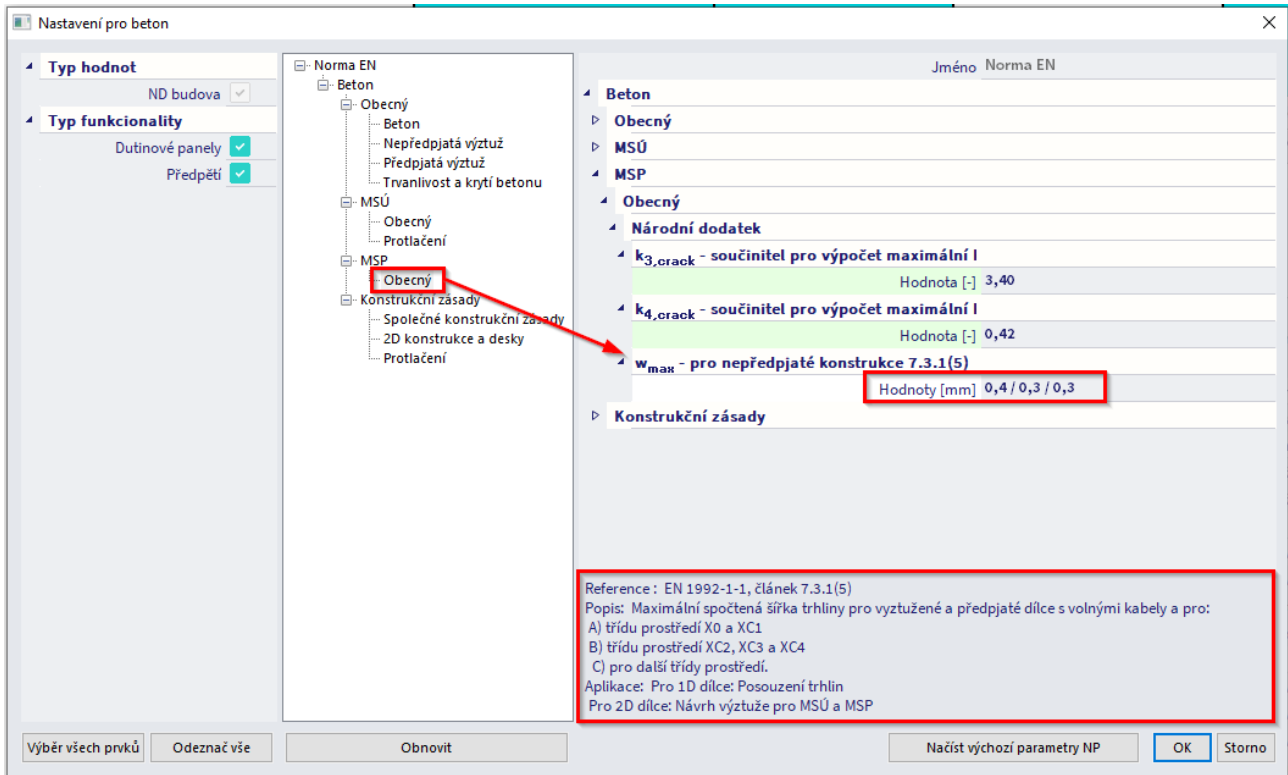 Nastavení pro beton
Typ hodnot
ND budova
Typ funkcionality
Dutinové panely
Předpětí
Norma EN
Beton
Obecný
Beton
Nepředpjatá výztuž
Předpjatá výztuž
Trvanlivost a krytí betonu
MSÚ
Obecný
Protlačení
MSP
Obecný
Konstrukční zásady
Společné konstrukční zásady
2D konstrukce a desky
Protlačení
Jméno Norma EN
Beton
Obecný
MSÚ
MSP
Obecný
Národní dodatek
k3,crack - součinitel pro výpočet maximální l
Hodnota [-] 3,40
k4,crack - součinitel pro výpočet maximální l
Hodnota [-] 0,42
wmax - pro nepředpjaté konstrukce 7.3.1(5)
Hodnoty [mm] 0,4 / 0,3 / 0,3
Konstrukční zásady
Reference : EN 1992-1-1, článek 7.3.1(5)
Popis: Maximální spočtená šířka trhliny pro vyztužené a předpjaté dílce s volnými kabely a pro:
A) třídu prostředí X0 a XC1
B) třídu prostředí XC2, XC3 a XC4
C) pro další třídy prostředí.
Aplikace: Pro 1D dílce: Posouzení trhlin
Pro 2D dílce: Návrh výztuže pro MSÚ a MSP
Výběr všech prvků Odeznač vše Obnovit Načíst výchozí parametry NP OK Storno